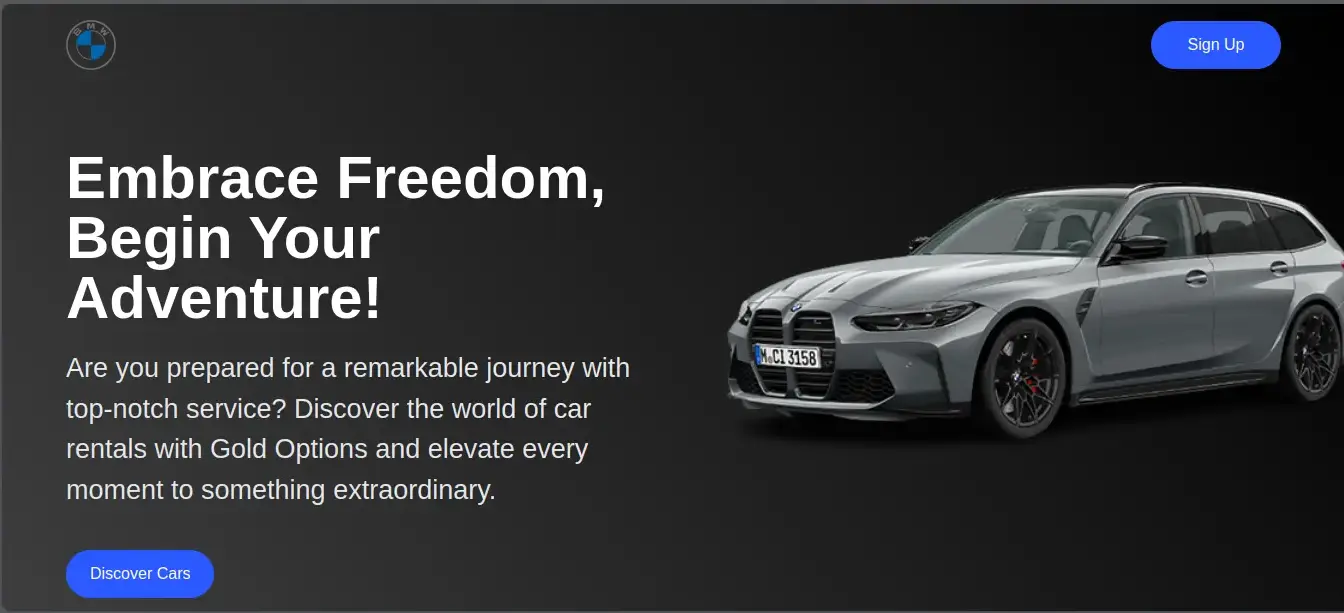 BMW
Sign Up
Embrace Freedom,
Begin Your
Adventure!
Are you prepared for a remarkable journey with
top-notch service? Discover the world of car
rentals with Gold Options and elevate every
moment to something extraordinary.
M CI 3158
Discover Cars